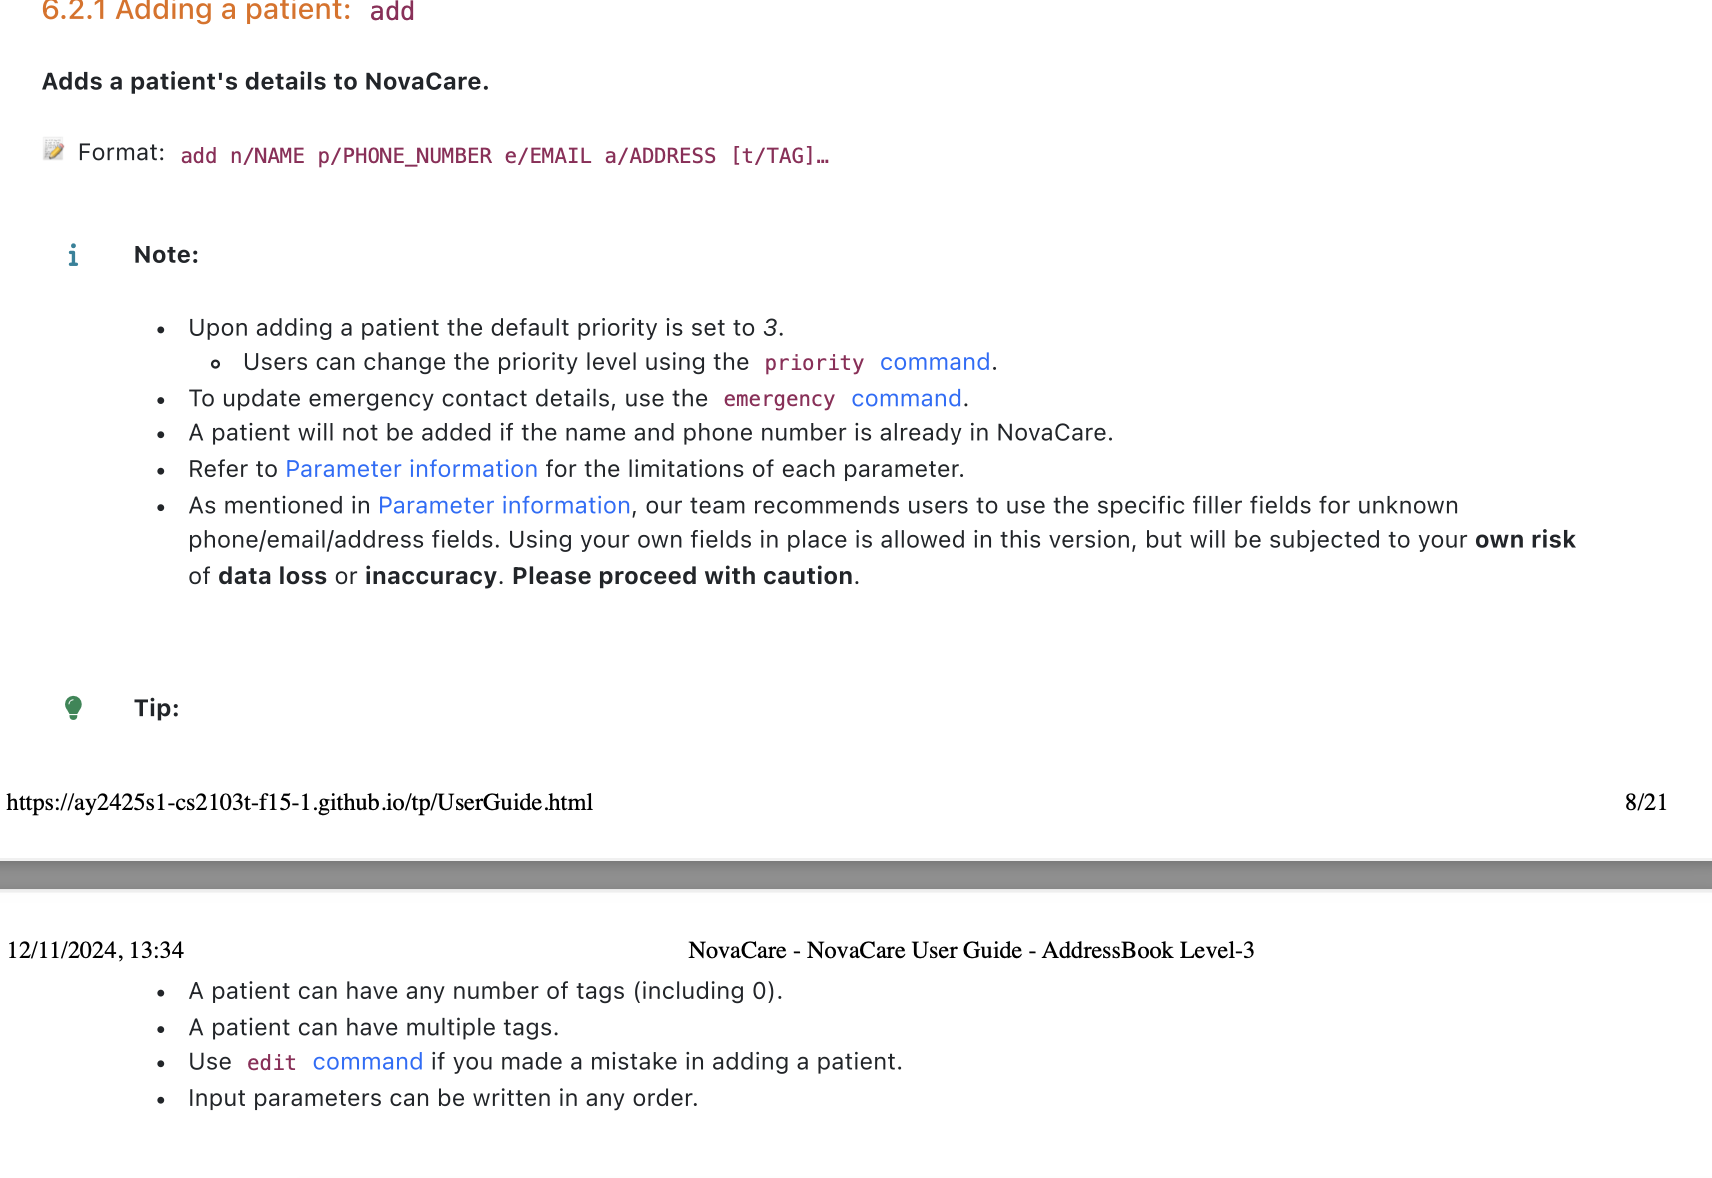 6.2.1 Adding a patient: add
Adds a patient's details to NovaCare.
Format: add n/NAME p/PHONE_NUMBER e/EMAIL a/ADDRESS [t/TAG]…
Note:
Upon adding a patient the default priority is set to 3.
Users can change the priority level using the priority command.
To update emergency contact details, use the emergency command.
A patient will not be added if the name and phone number is already in NovaCare.
Refer to Parameter information for the limitations of each parameter.
As mentioned in Parameter information, our team recommends users to use the specific filler fields for unknown
phone/email/address fields. Using your own fields in place is allowed in this version, but will be subjected to your own risk
of data loss or inaccuracy. Please proceed with caution.
Tip:
https://ay2425s1-cs2103t-f15-1.github.io/tp/UserGuide.html 8/21
12/11/2024, 13:34 NovaCare - NovaCare User Guide - AddressBook Level-3
A patient can have any number of tags (including 0).
A patient can have multiple tags.
Use edit command if you made a mistake in adding a patient.
Input parameters can be written in any order.